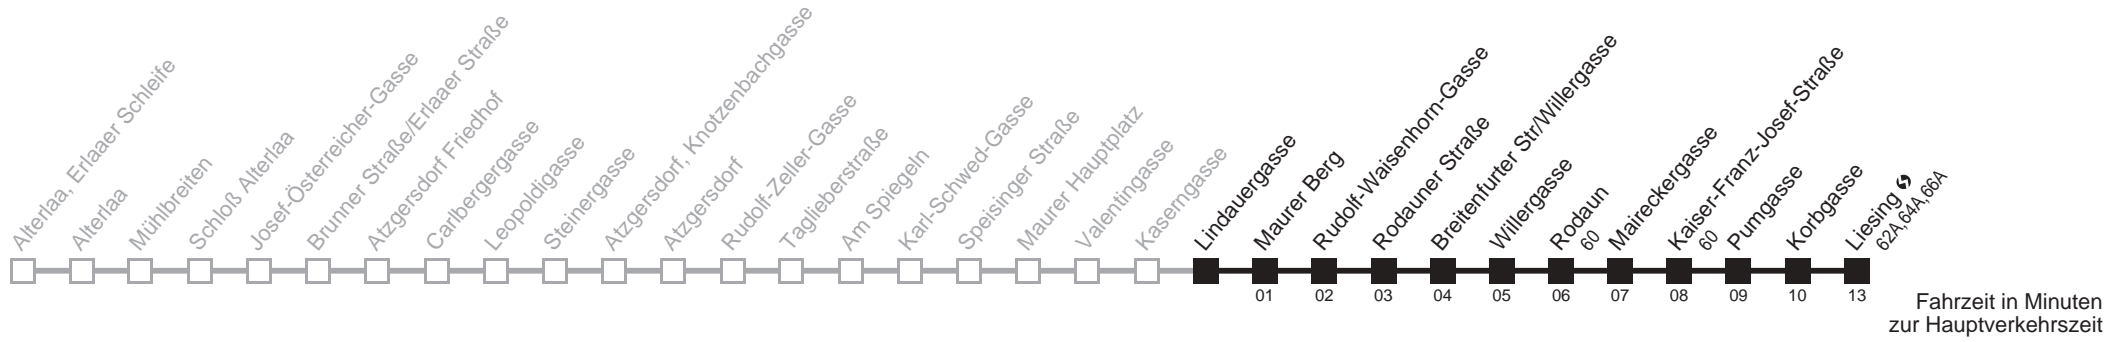 Alterlaa, Erlaaer Schleife
Alterlaa
Mühlbreiten
Schloß Alterlaa
Josef-Österreicher-Gasse
Brunner Straße/Erlaaer Straße
Atzgersdorf Friedhof
Carlbergergasse
Leopoldigasse
Steinergasse
Atzgersdorf, Knotzenbachgasse
Atzgersdorf
Rudolf-Zeller-Gasse
Taglieberstraße
Am Spiegeln
Karl-Schwed-Gasse
Speisinger Straße
Maurer Hauptplatz
Valentingasse
Kaserngasse
Lindauergasse
Maurer Berg
Rudolf-Waisenhorn-Gasse
Rodauner Straße
Breitenfurter Str/Willergasse
Willergasse
Rodaun
60
Maireckergasse
Kaiser-Franz-Josef-Straße
60
Pumgasse
Korbgasse
Liesing
62A,64A,66A
01 02 03 04 05 06 07 08 09 10 13
Fahrzeit in Minuten
zur Hauptverkehrszeit